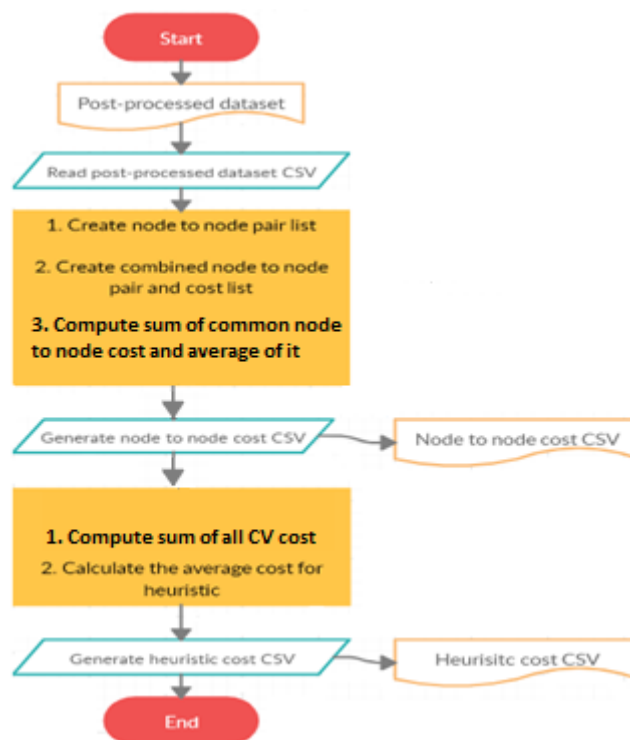 Start
Post-processed dataset
Read post-processed dataset CSV
1. Create node to node pair list
2. Create combined node to node
pair and cost list
3. Compute sum of common node
to node cost and average of it
Generate node to node cost CSV
Node to node cost CSV
1. Compute sum of all CV cost
2. Calculate the average cost for
heuristic
Generate heuristic cost CSV
Heurisitc cost CSV
End